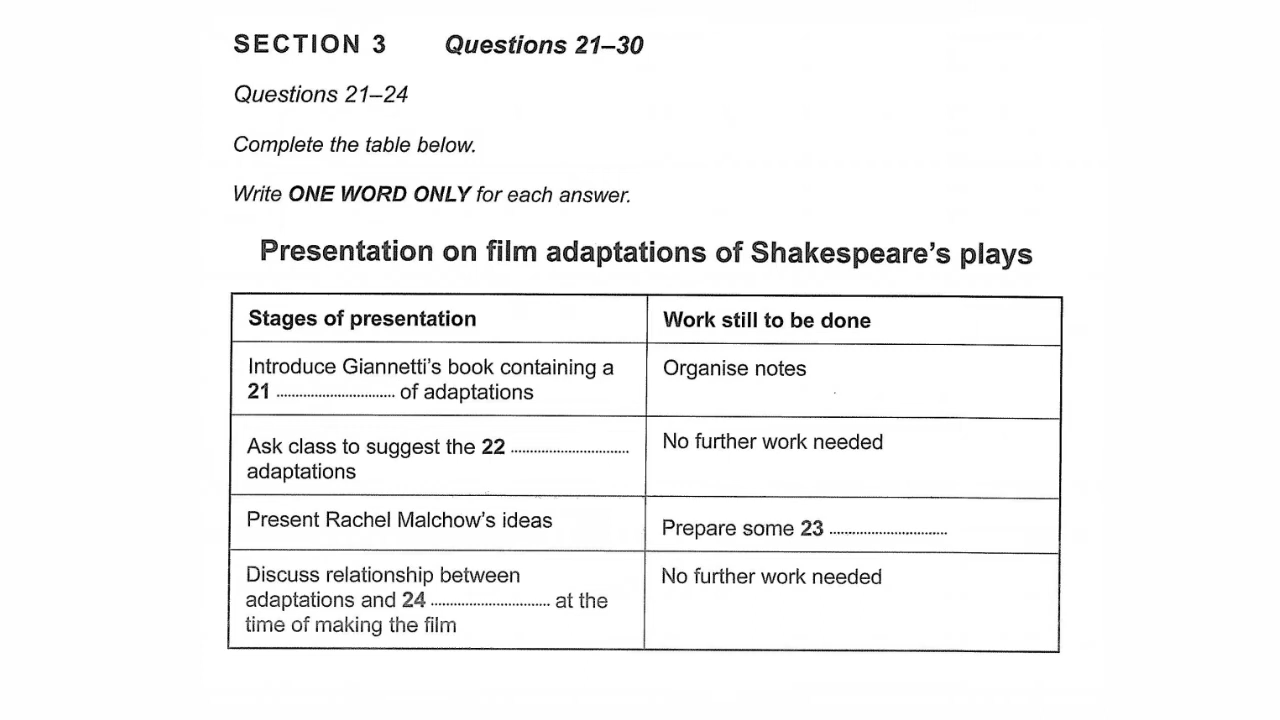 SECTION 3 Questions 21–30
Questions 21–24
Complete the table below.
Write ONE WORD ONLY for each answer.
Presentation on film adaptations of Shakespeare's plays
Stages of presentation
Work still to be done
Introduce Giannetti's book containing a
21 .............................. of adaptations
Organise notes
Ask class to suggest the 22 ..............................
adaptations
No further work needed
Present Rachel Malchow's ideas
Prepare some 23 ..............................
Discuss relationship between
adaptations and 24 .............................. at the
time of making the film
No further work needed